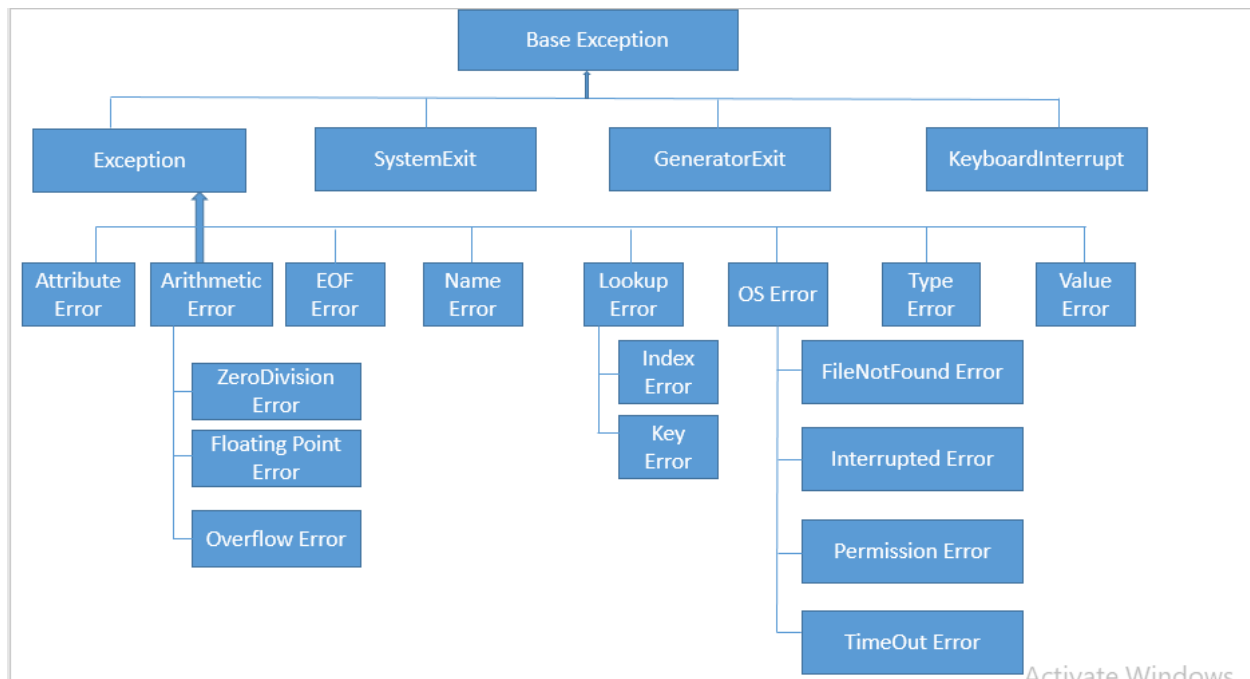 Base Exception
Exception
SystemExit
GeneratorExit
KeyboardInterrupt
Attribute
Error
Arithmetic
Error
EOF
Error
Name
Error
Lookup
Error
OS Error
Type
Error
Value
Error
ZeroDivision
Error
Floating Point
Error
Overflow Error
Index
Error
Key
Error
FileNotFound Error
Interrupted Error
Permission Error
TimeOut Error
Activate Windows